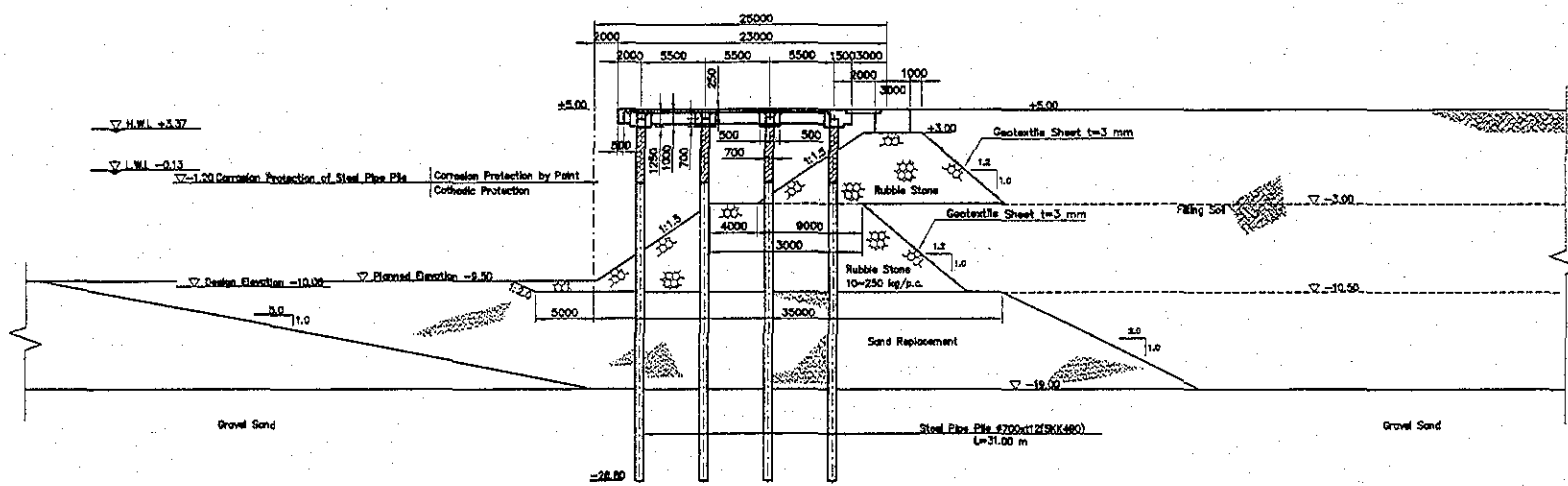 25000
2000
23000
2000
5500
5500
5500
1500
3000
250
2000
1000
3000
+5.00
+5.00
H.W.L +3.37
+3.00
Geotextile Sheet t=3 mm
500
500
500
1250
1000
700
700
1:1.5
1.2
1.0
L.W.L -0.13
-1.20 Corrosion Protection of Steel Pipe Pile
Corrosion Protection by Paint
Cathodic Protection
Rubble Stone
-3.00
Filling Soil
Geotextile Sheet t=3 mm
4000
9000
1:1.5
3000
1.2
1.0
Planned Elevation -9.50
Design Elevation -10.00
Rubble Stone
10~250 kg/p.c.
1:2.0
-10.50
5000
35000
5.0
1.0
Sand Replacement
2.0
1.0
-19.00
Gravel Sand
Steel Pipe Pile
L=31.00 m
Gravel Sand